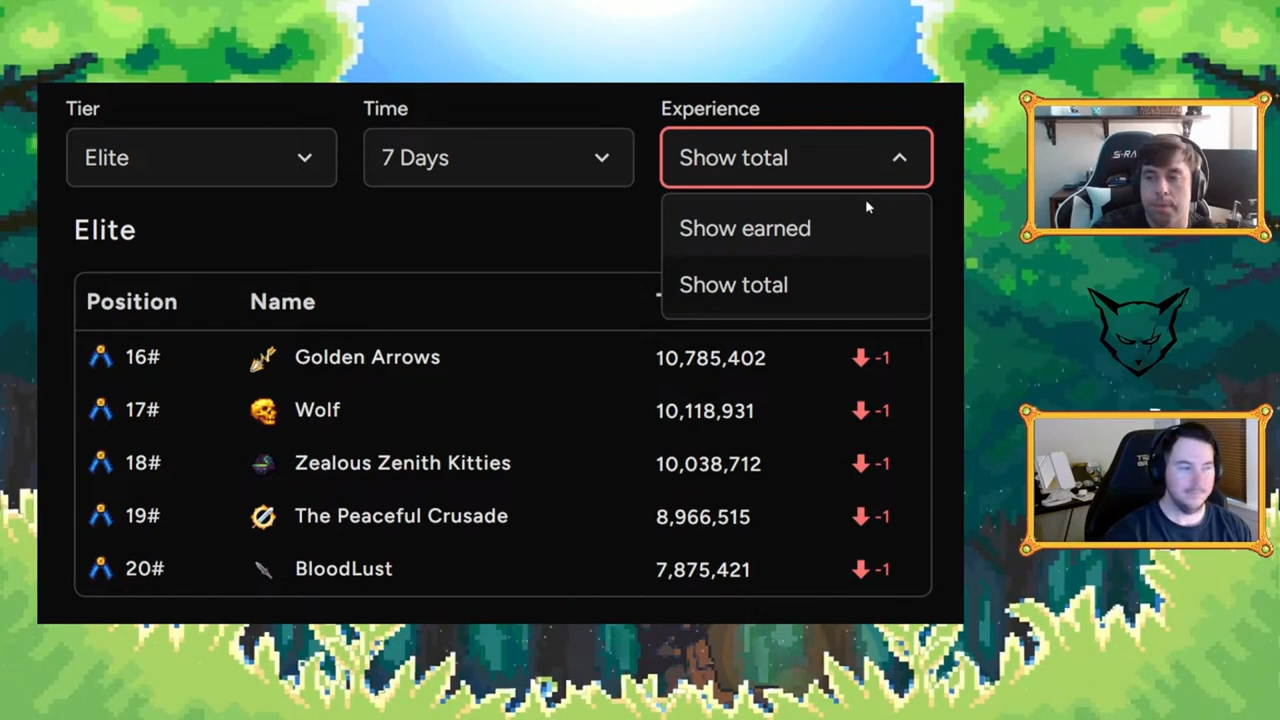 Tier Time Experience
Elite 7 Days Show total
Show earned
Show total
Elite
Position Name
16# Golden Arrows 10,785,402 -1
17# Wolf 10,118,931 -1
18# Zealous Zenith Kitties 10,038,712 -1
19# The Peaceful Crusade 8,966,515 -1
20# BloodLust 7,875,421 -1